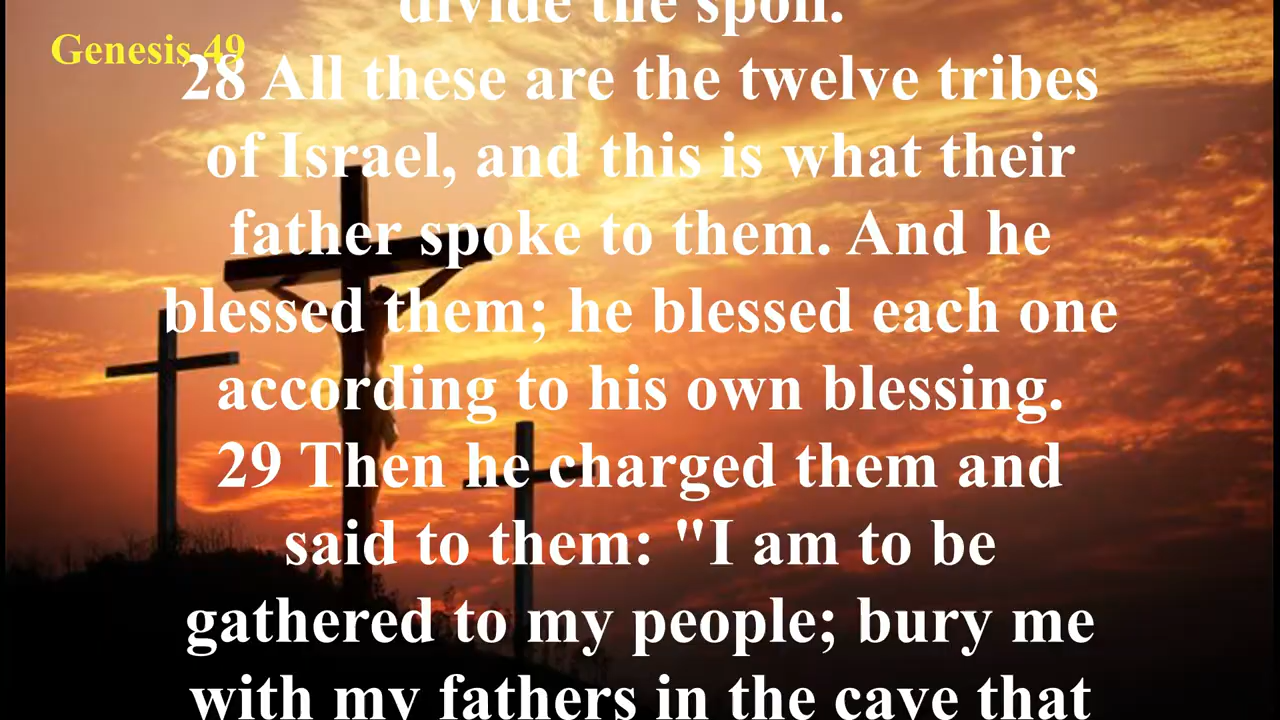 divide the spoil.
Genesis 49
28 All these are the twelve tribes
of Israel, and this is what their
father spoke to them. And he
blessed them; he blessed each one
according to his own blessing.
29 Then he charged them and
said to them: "I am to be
gathered to my people; bury me
with my fathers in the cave that